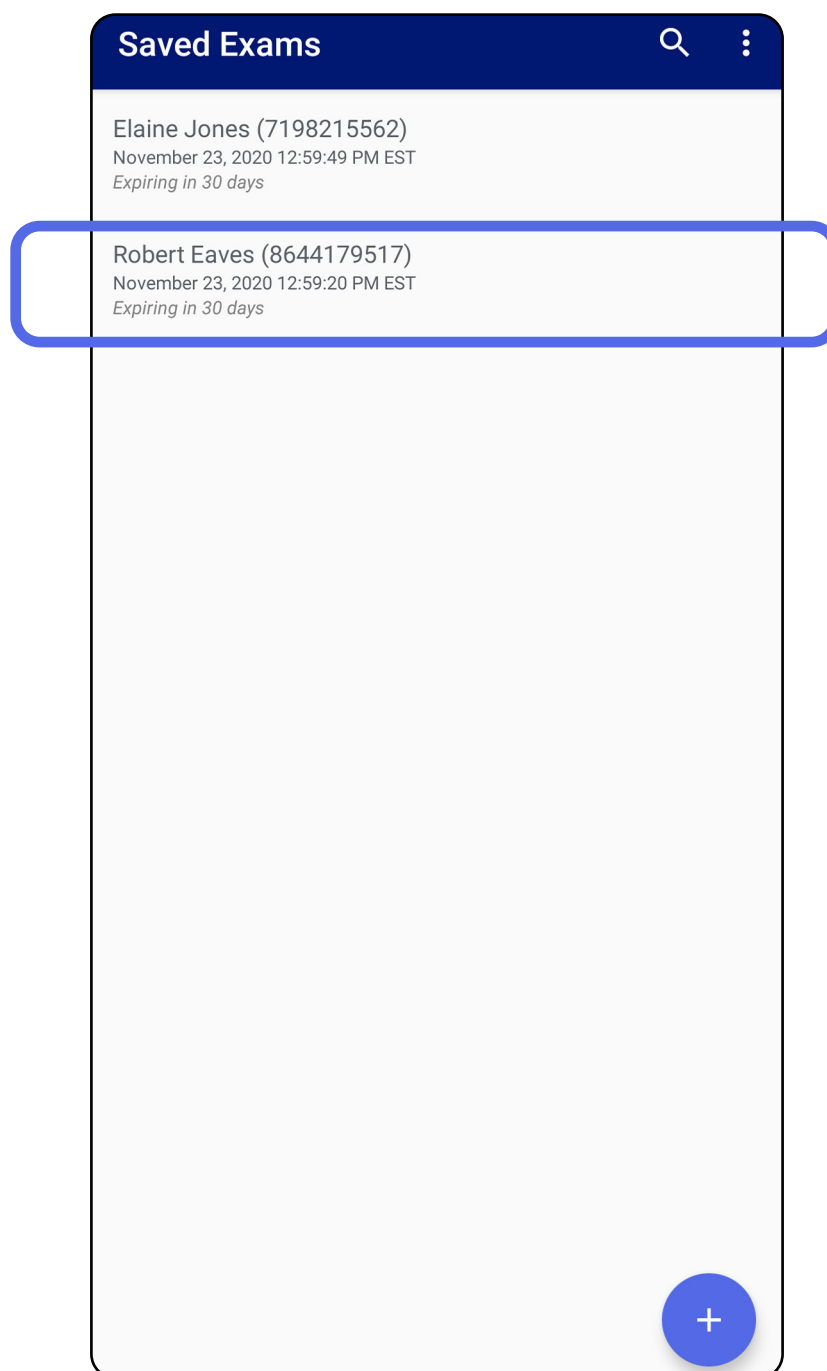 Saved Exams
Elaine Jones (7198215562)
November 23, 2020 12:59:49 PM EST
Expiring in 30 days
Robert Eaves (8644179517)
November 23, 2020 12:59:20 PM EST
Expiring in 30 days
+